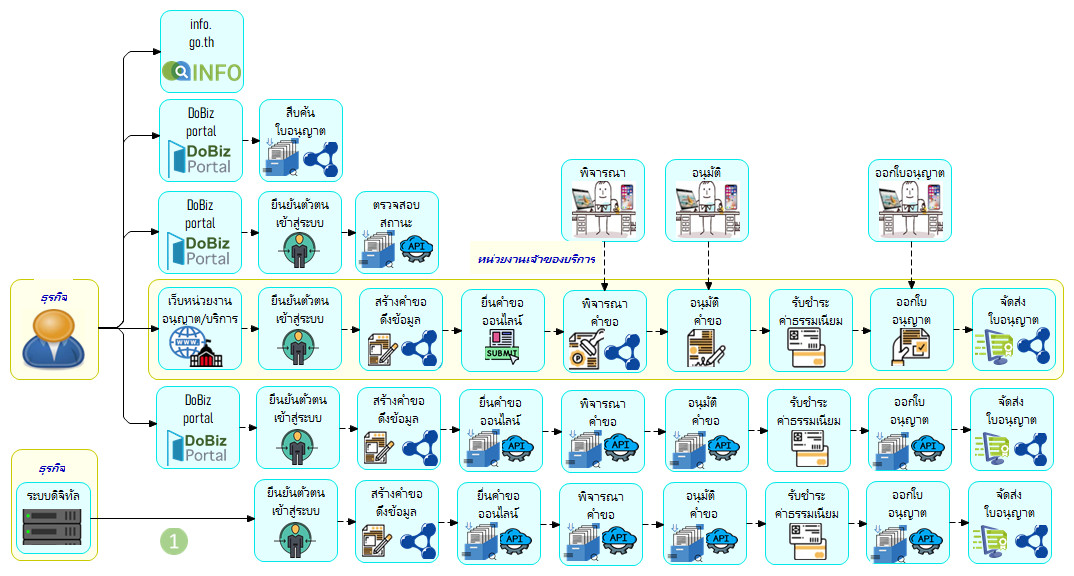 info.
go.th
INFO
DoBiz
portal
DoBiz
Portal
สืบค้น
ใบอนุญาต
พิจารณา
อนุมัติ
ออกใบอนุญาต
DoBiz
portal
DoBiz
Portal
ยืนยันตัวตน
เข้าสู่ระบบ
ตรวจสอบ
สถานะ
API
หน่วยงานเจ้าของบริการ
ธุรกิจ
เว็บหน่วยงาน
อนุญาต/บริการ
WWW
ยืนยันตัวตน
เข้าสู่ระบบ
สร้างคำขอ
ดึงข้อมูล
ยื่นคำขอ
ออนไลน์
SUBMIT
พิจารณา
คำขอ
อนุมัติ
คำขอ
รับชำระ
ค่าธรรมเนียม
ออกใบ
อนุญาต
จัดส่ง
ใบอนุญาต
DoBiz
portal
DoBiz
Portal
ยืนยันตัวตน
เข้าสู่ระบบ
สร้างคำขอ
ดึงข้อมูล
ยื่นคำขอ
ออนไลน์
API
พิจารณา
คำขอ
API
อนุมัติ
คำขอ
API
รับชำระ
ค่าธรรมเนียม
ออกใบ
อนุญาต
API
จัดส่ง
ใบอนุญาต
ธุรกิจ
ระบบดิจิทัล
1
ยืนยันตัวตน
เข้าสู่ระบบ
สร้างคำขอ
ดึงข้อมูล
ยื่นคำขอ
ออนไลน์
API
พิจารณา
คำขอ
API
อนุมัติ
คำขอ
API
รับชำระ
ค่าธรรมเนียม
ออกใบ
อนุญาต
API
จัดส่ง
ใบอนุญาต